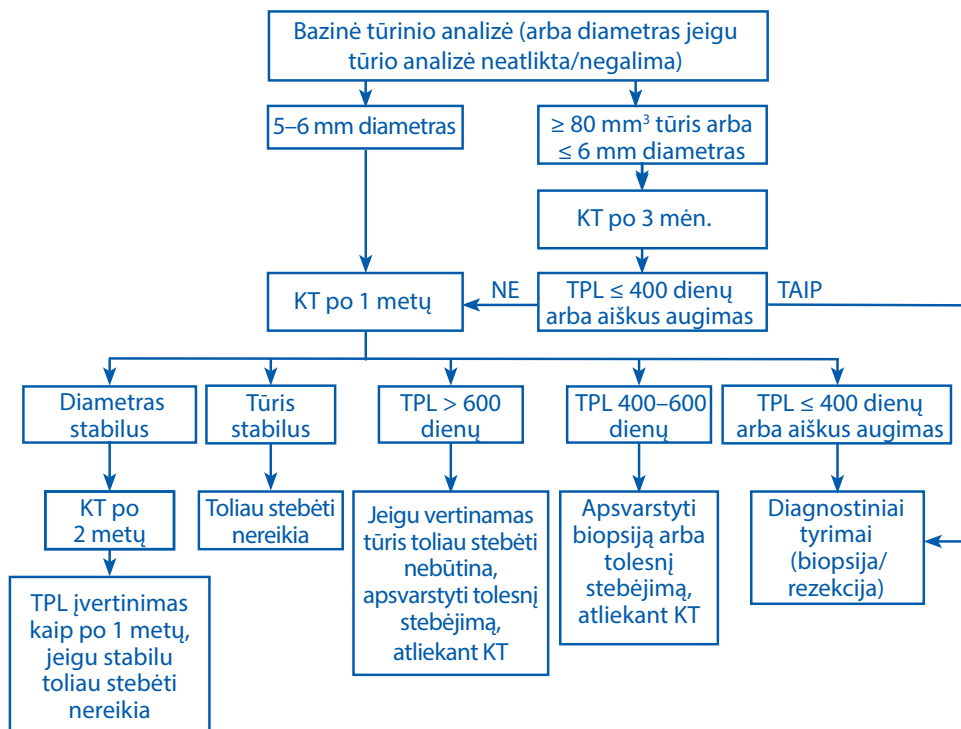 Bazinė tūrinio analizė (arba diametras jeigu
tūrio analizė neatlikta/negalima)
5–6 mm diametras
≥ 80 mm³ tūris arba
≤ 6 mm diametras
KT po 3 mėn.
KT po 1 metų
NE
TPL ≤ 400 dienų
arba aiškus augimas
TAIP
Diametras
stabilus
Tūris
stabilus
TPL > 600
dienų
TPL 400–600
dienų
TPL ≤ 400 dienų
arba aiškus augimas
KT po
2 metų
Toliau stebėti
nereikia
Jeigu vertinamas
tūris toliau stebėti
nebūtina,
apsvarstyti tolesnį
stebėjimą,
atliekant KT
Apsvarstyti
biopsiją arba
tolesnį
stebėjimą,
atliekant KT
Diagnostiniai
tyrimai
(biopsija/
rezekcija)
TPL įvertinimas
kaip po 1 metų,
jeigu stabilu
toliau stebėti
nereikia